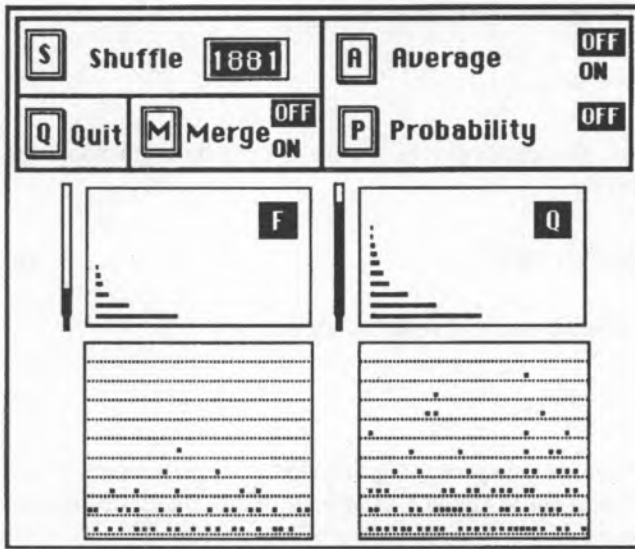 S Shuffle 1881
A Average OFF ON
Q Quit
M Merge OFF ON
P Probability OFF
F
Q